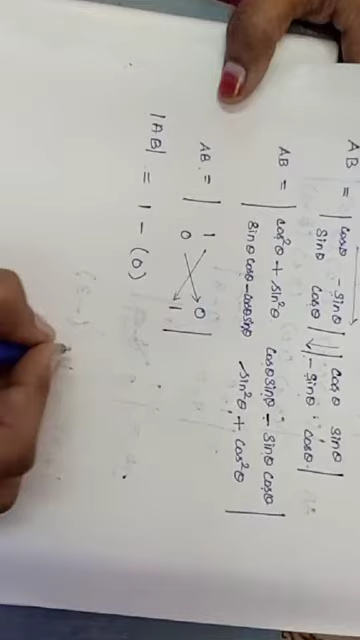 AB = | cosθ - sinθ | | cosθ sinθ |
| sinθ cosθ | | - sinθ cosθ |
AB = | cos²θ + sin²θ cosθ sinθ - sinθ cosθ |
| sinθ cosθ - cosθ sinθ sin²θ + cos²θ |
AB = | 1 0 |
| 0 1 |
|AB| = 1 - (0)